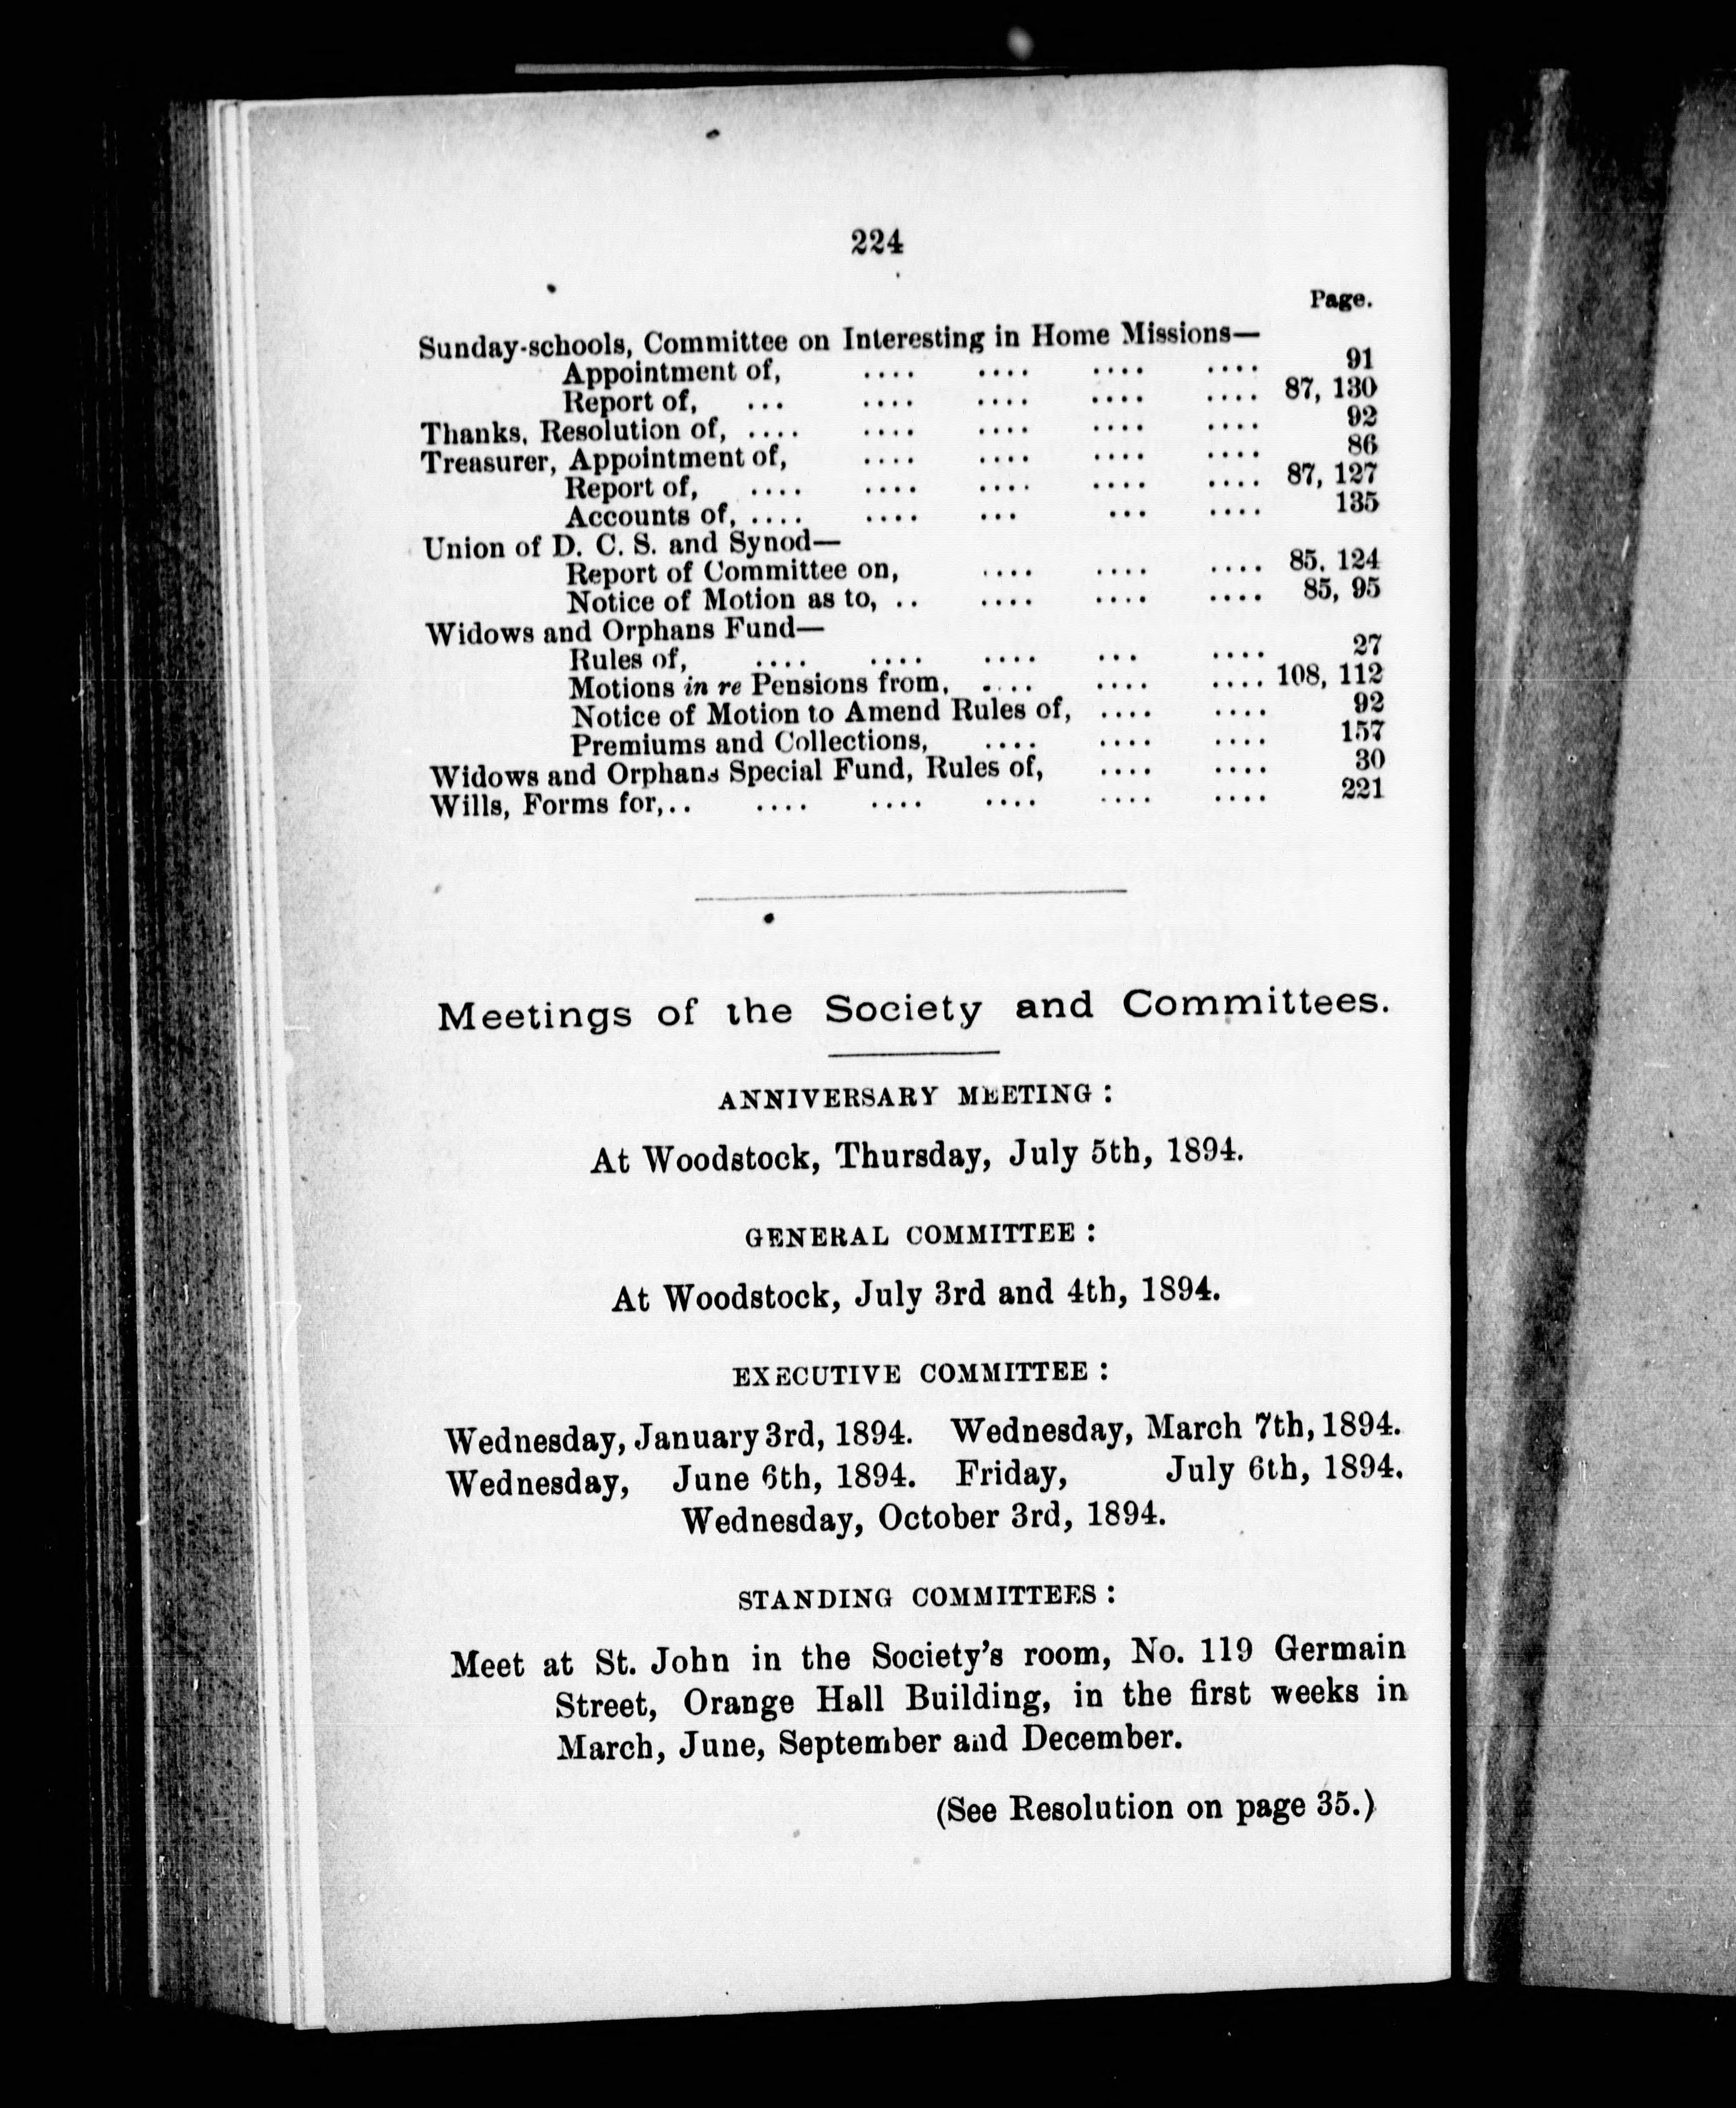 224
Page.
Sunday-schools, Committee on Interesting in Home Missions—
Appointment of, .... .... .... .... 91
Report of, ... .... .... .... .... 87, 130
Thanks, Resolution of, .... .... .... .... .... 92
Treasurer, Appointment of, .... .... .... .... 86
Report of, .... .... .... .... .... 87, 127
Accounts of, .... .... ... ... .... 135
Union of D. C. S. and Synod—
Report of Committee on, .... .... .... 85, 124
Notice of Motion as to, .. .... .... .... 85, 95
Widows and Orphans Fund—
Rules of, .... .... .... ... .... 27
Motions in re Pensions from, .... .... .... 108, 112
Notice of Motion to Amend Rules of, .... .... 92
Premiums and Collections, .... .... .... 157
Widows and Orphans Special Fund, Rules of, .... .... 30
Wills, Forms for,.. .... .... .... .... .... 221
Meetings of the Society and Committees.
ANNIVERSARY MEETING :
At Woodstock, Thursday, July 5th, 1894.
GENERAL COMMITTEE :
At Woodstock, July 3rd and 4th, 1894.
EXECUTIVE COMMITTEE :
Wednesday, January 3rd, 1894. Wednesday, March 7th, 1894.
Wednesday, June 6th, 1894. Friday, July 6th, 1894.
Wednesday, October 3rd, 1894.
STANDING COMMITTEES :
Meet at St. John in the Society's room, No. 119 Germain
Street, Orange Hall Building, in the first weeks in
March, June, September and December.
(See Resolution on page 35.)